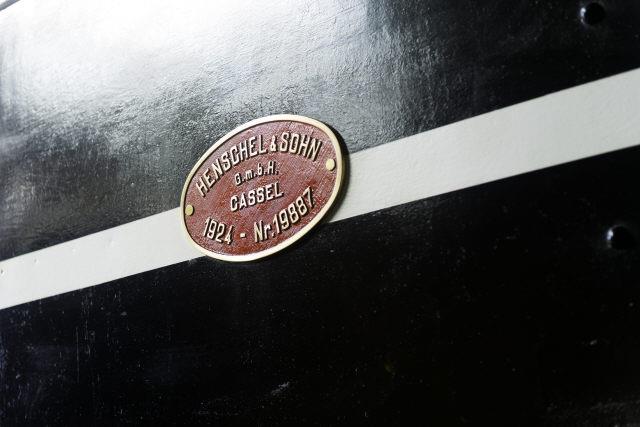 HENSCHEL & SOHN
G.m.b.H.
CASSEL
1924 - Nr.19887